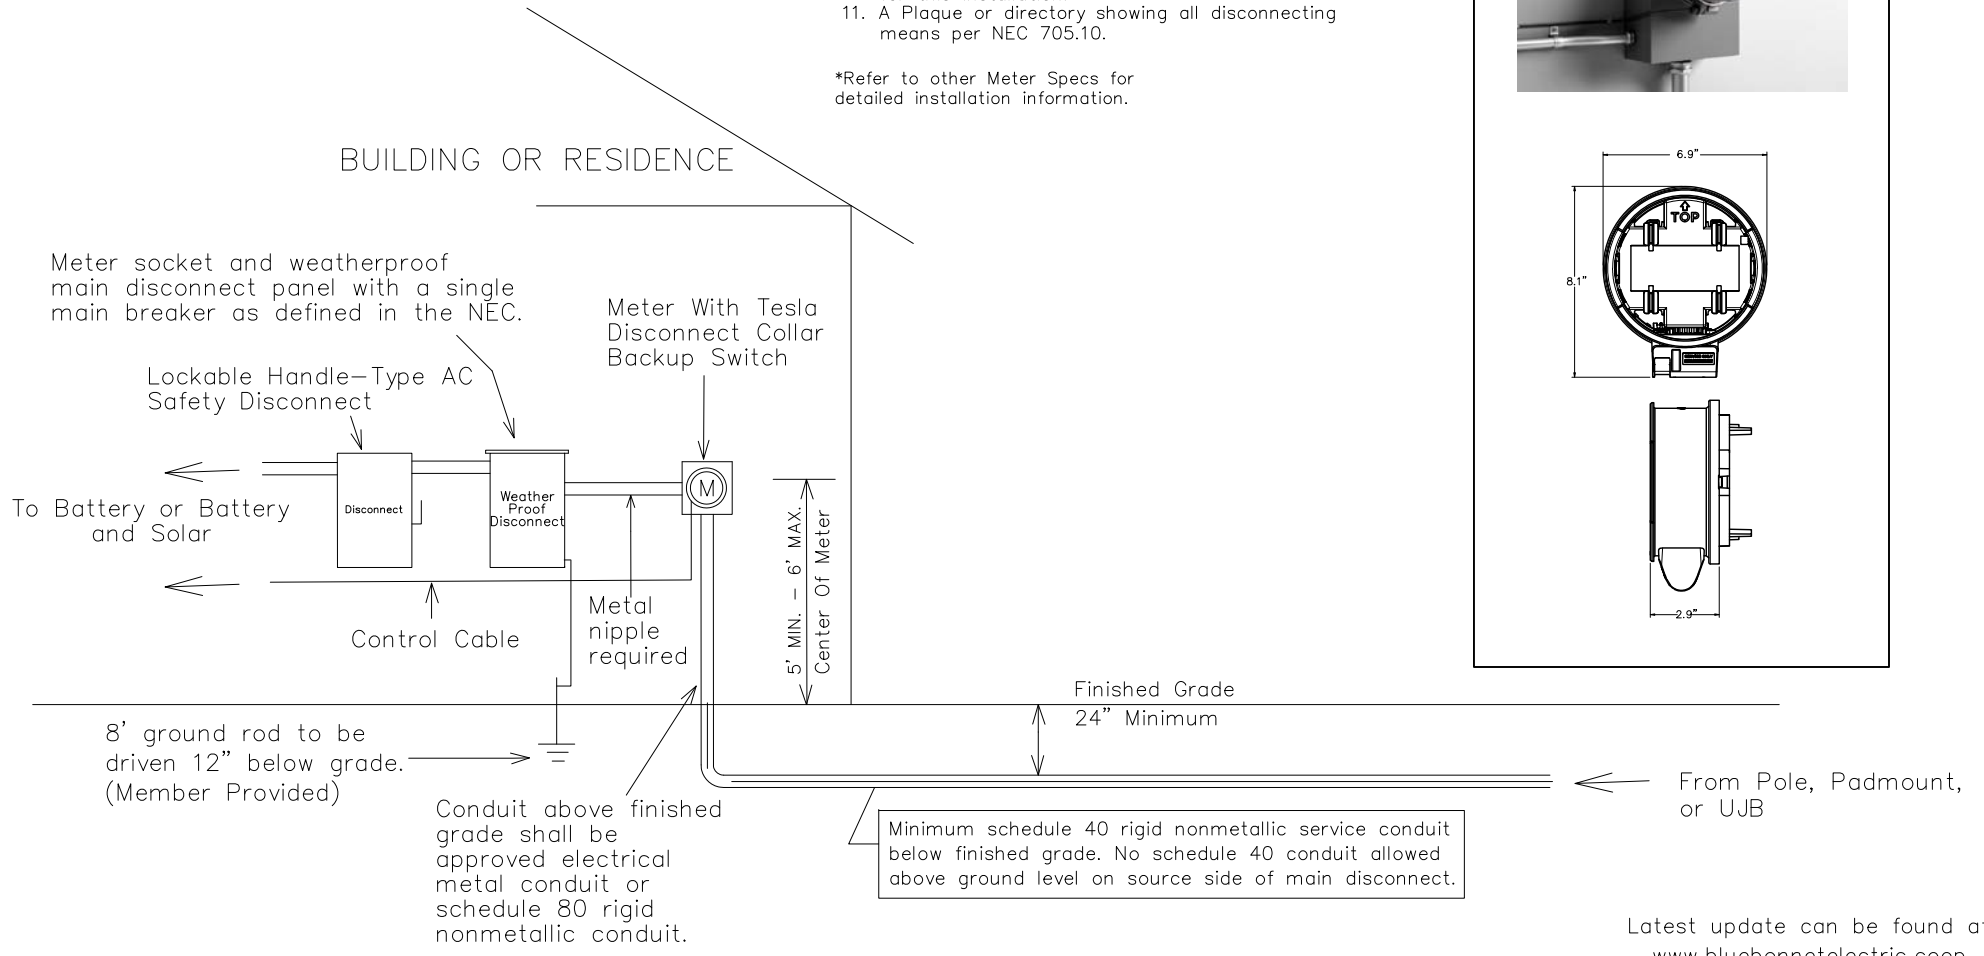 11. A Plaque or directory showing all disconnecting
means per NEC 705.10.
*Refer to other Meter Specs for
detailed installation information.
BUILDING OR RESIDENCE
Meter socket and weatherproof
main disconnect panel with a single
main breaker as defined in the NEC.
Meter With Tesla
Disconnect Collar
Backup Switch
Lockable Handle-Type AC
Safety Disconnect
To Battery or Battery
and Solar
Disconnect
Weather
Proof
Disconnect
M
5' MIN. - 6' MAX.
Center Of Meter
Metal
nipple
required
Control Cable
Finished Grade
24" Minimum
8' ground rod to be
driven 12" below grade.
(Member Provided)
Conduit above finished
grade shall be
approved electrical
metal conduit or
schedule 80 rigid
nonmetallic conduit.
Minimum schedule 40 rigid nonmetallic service conduit
below finished grade. No schedule 40 conduit allowed
above ground level on source side of main disconnect.
From Pole, Padmount,
or UJB
6.9"
TOP
8.1"
2.9"
Latest update can be found at
www.bluebonnetelectric.coop